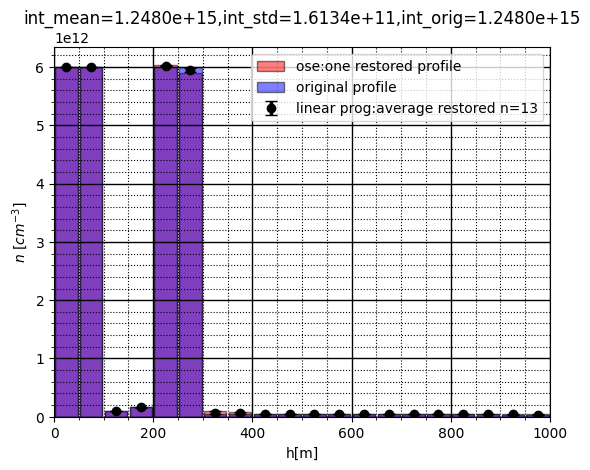 int_mean=1.2480e+15,int_std=1.6134e+11,int_orig=1.2480e+15
1e12
ose:one restored profile
original profile
linear prog:average restored n=13
6
5
4
3
2
1
0
n [cm⁻³]
0 200 400 600 800 1000
h[m]